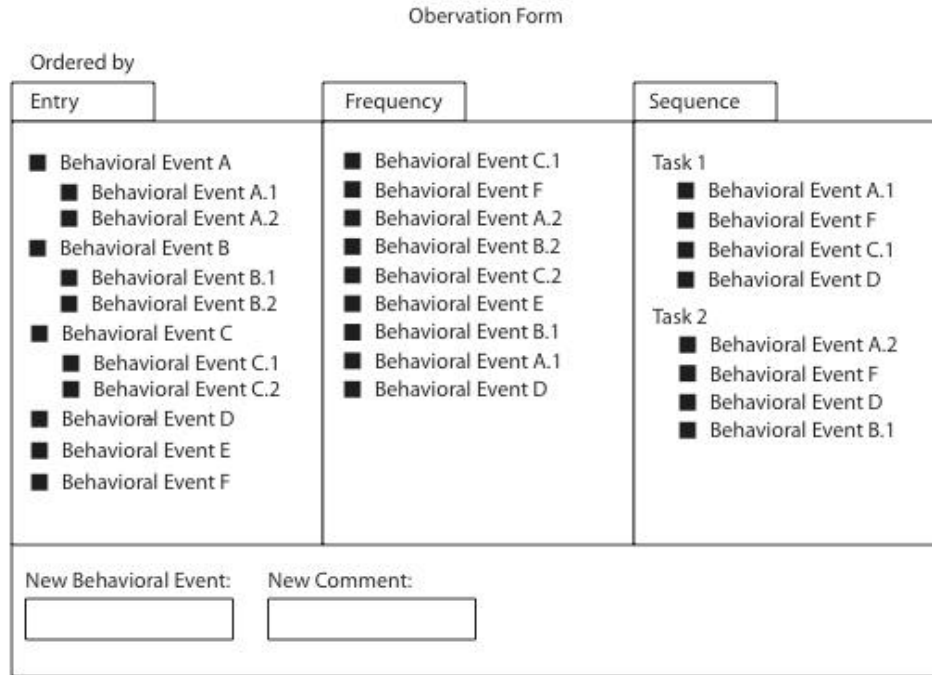 Obervation Form
Ordered by
Entry
Behavioral Event A
Behavioral Event A.1
Behavioral Event A.2
Behavioral Event B
Behavioral Event B.1
Behavioral Event B.2
Behavioral Event C
Behavioral Event C.1
Behavioral Event C.2
Behavioral Event D
Behavioral Event E
Behavioral Event F
Frequency
Behavioral Event C.1
Behavioral Event F
Behavioral Event A.2
Behavioral Event B.2
Behavioral Event C.2
Behavioral Event E
Behavioral Event B.1
Behavioral Event A.1
Behavioral Event D
Sequence
Task 1
Behavioral Event A.1
Behavioral Event F
Behavioral Event C.1
Behavioral Event D
Task 2
Behavioral Event A.2
Behavioral Event F
Behavioral Event D
Behavioral Event B.1
New Behavioral Event:
New Comment: